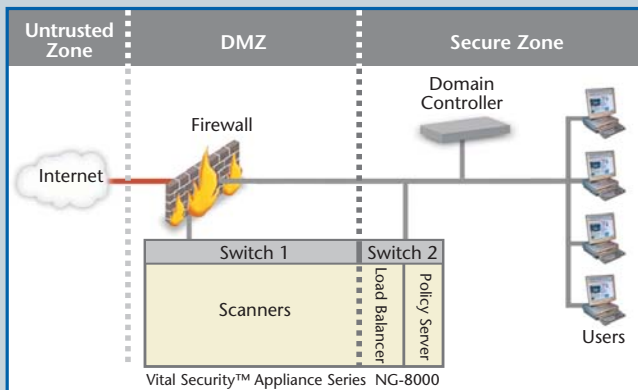 Untrusted
Zone
DMZ
Secure Zone
Domain
Controller
Firewall
Internet
Switch 1
Switch 2
Scanners
Load Balancer
Policy Server
Users
Vital Security™ Appliance Series NG-8000